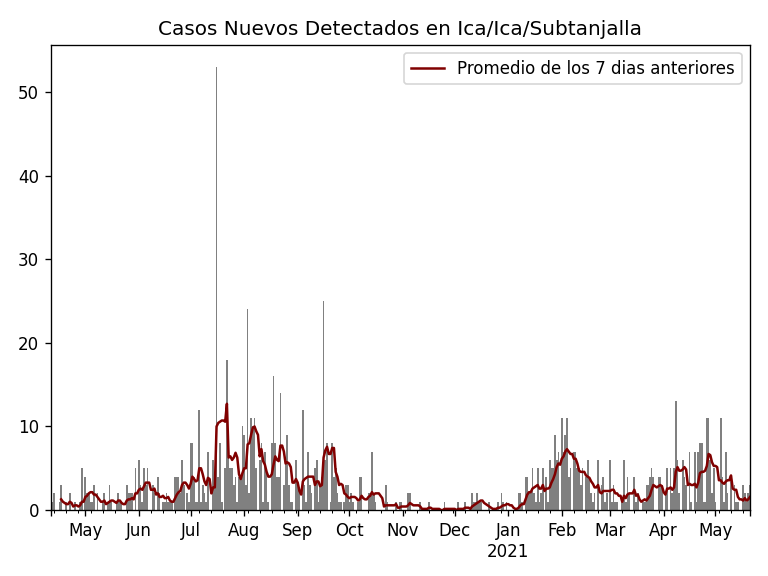 Casos Nuevos Detectados en Ica/Ica/Subtanjalla
Promedio de los 7 dias anteriores
50
40
30
20
10
0
May Jun Jul Aug Sep Oct Nov Dec Jan Feb Mar Apr May
2021